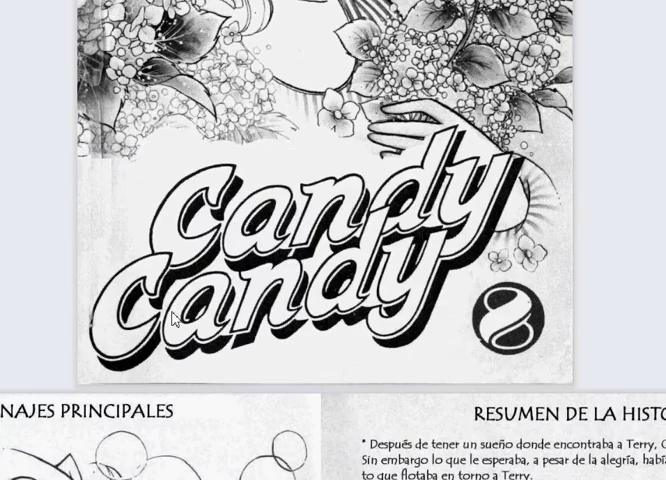 Candy
Candy
8
NAJES PRINCIPALES
RESUMEN DE LA HISTO
* Después de tener un sueño donde encontraba a Terry, C
Sin embargo lo que le esperaba, a pesar de la alegría, habí
to que flotaba en torno a Terry.